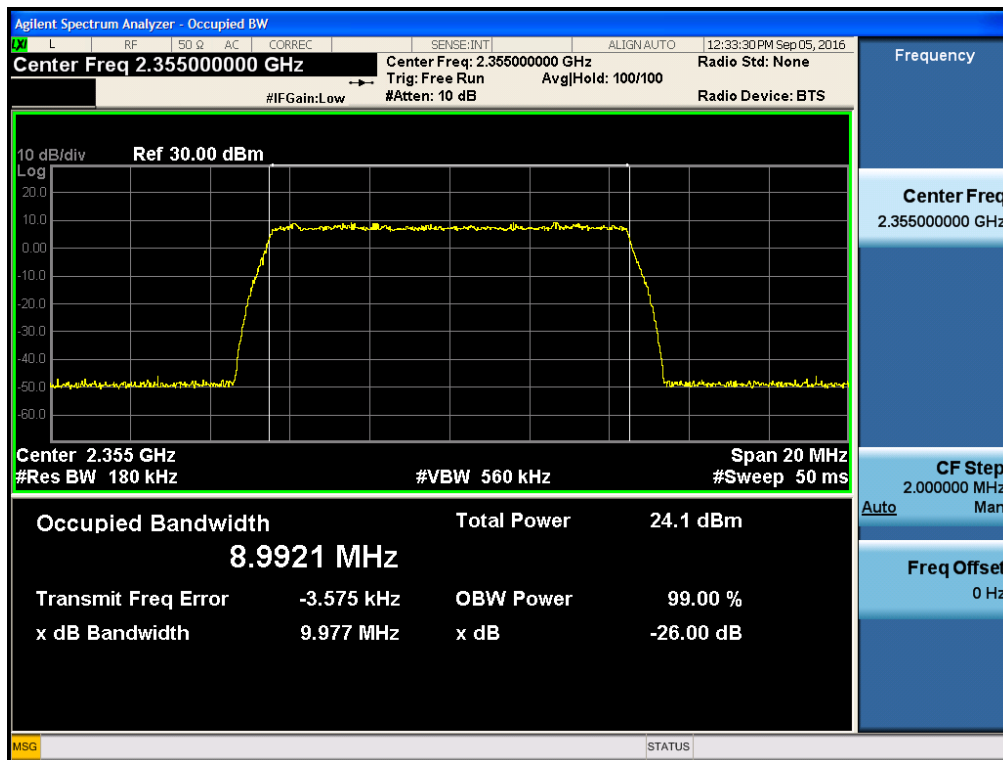 Agilent Spectrum Analyzer - Occupied BW
LXI L RF 50 Ω AC CORREC SENSE:INT ALIGN AUTO 12:33:30 PM Sep 05, 2016
Center Freq 2.355000000 GHz
Center Freq: 2.355000000 GHz Radio Std: None
Trig: Free Run Avg|Hold: 100/100
#IFGain:Low #Atten: 10 dB Radio Device: BTS
10 dB/div Ref 30.00 dBm
Log
20.0
10.0
0.00
-10.0
-20.0
-30.0
-40.0
-50.0
-60.0
Center 2.355 GHz Span 20 MHz
#Res BW 180 kHz #VBW 560 kHz #Sweep 50 ms
Occupied Bandwidth Total Power 24.1 dBm
8.9921 MHz
Transmit Freq Error -3.575 kHz OBW Power 99.00 %
x dB Bandwidth 9.977 MHz x dB -26.00 dB
Frequency
Center Freq
2.355000000 GHz
CF Step
2.000000 MHz
Auto Man
Freq Offset
0 Hz
MSG STATUS